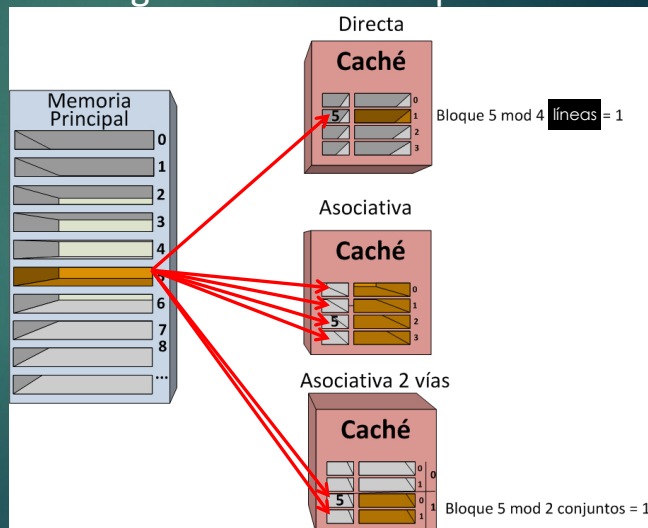 Directa
Caché
0
5
1
2
3
Bloque 5 mod 4 líneas = 1
Memoria
Principal
0
1
2
3
4
5
6
7
8
...
Asociativa
Caché
0
1
5
2
3
Asociativa 2 vías
Caché
0
0
1
5
0
1
1
Bloque 5 mod 2 conjuntos = 1